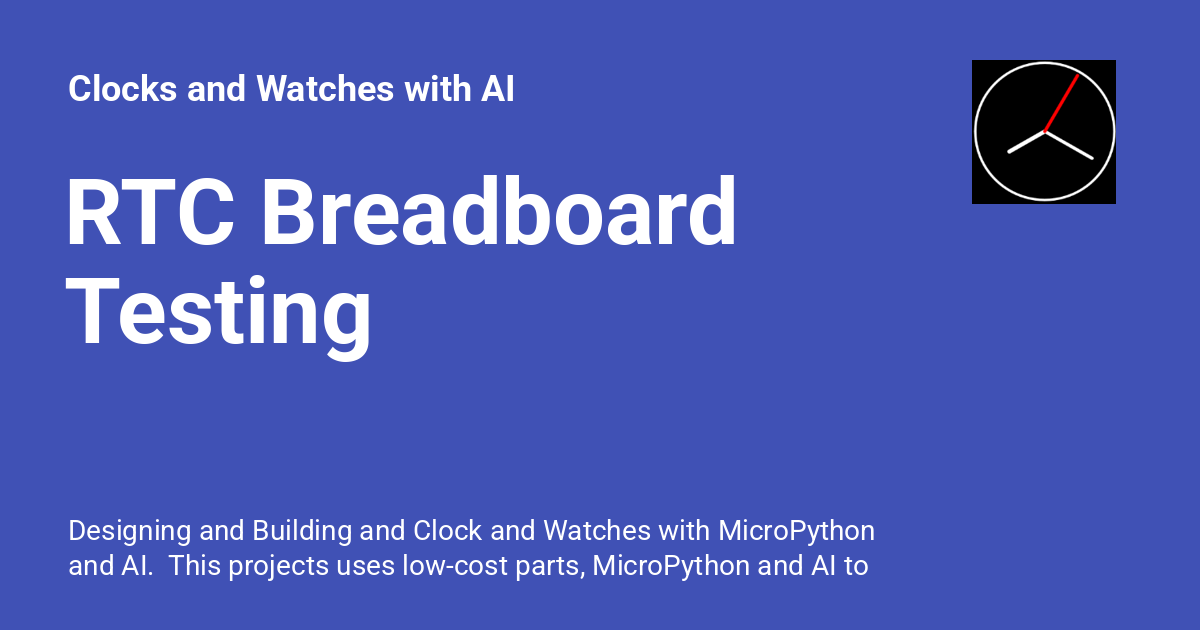 Clocks and Watches with AI
RTC Breadboard
Testing
Designing and Building and Clock and Watches with MicroPython
and AI.  This projects uses low-cost parts, MicroPython and AI to